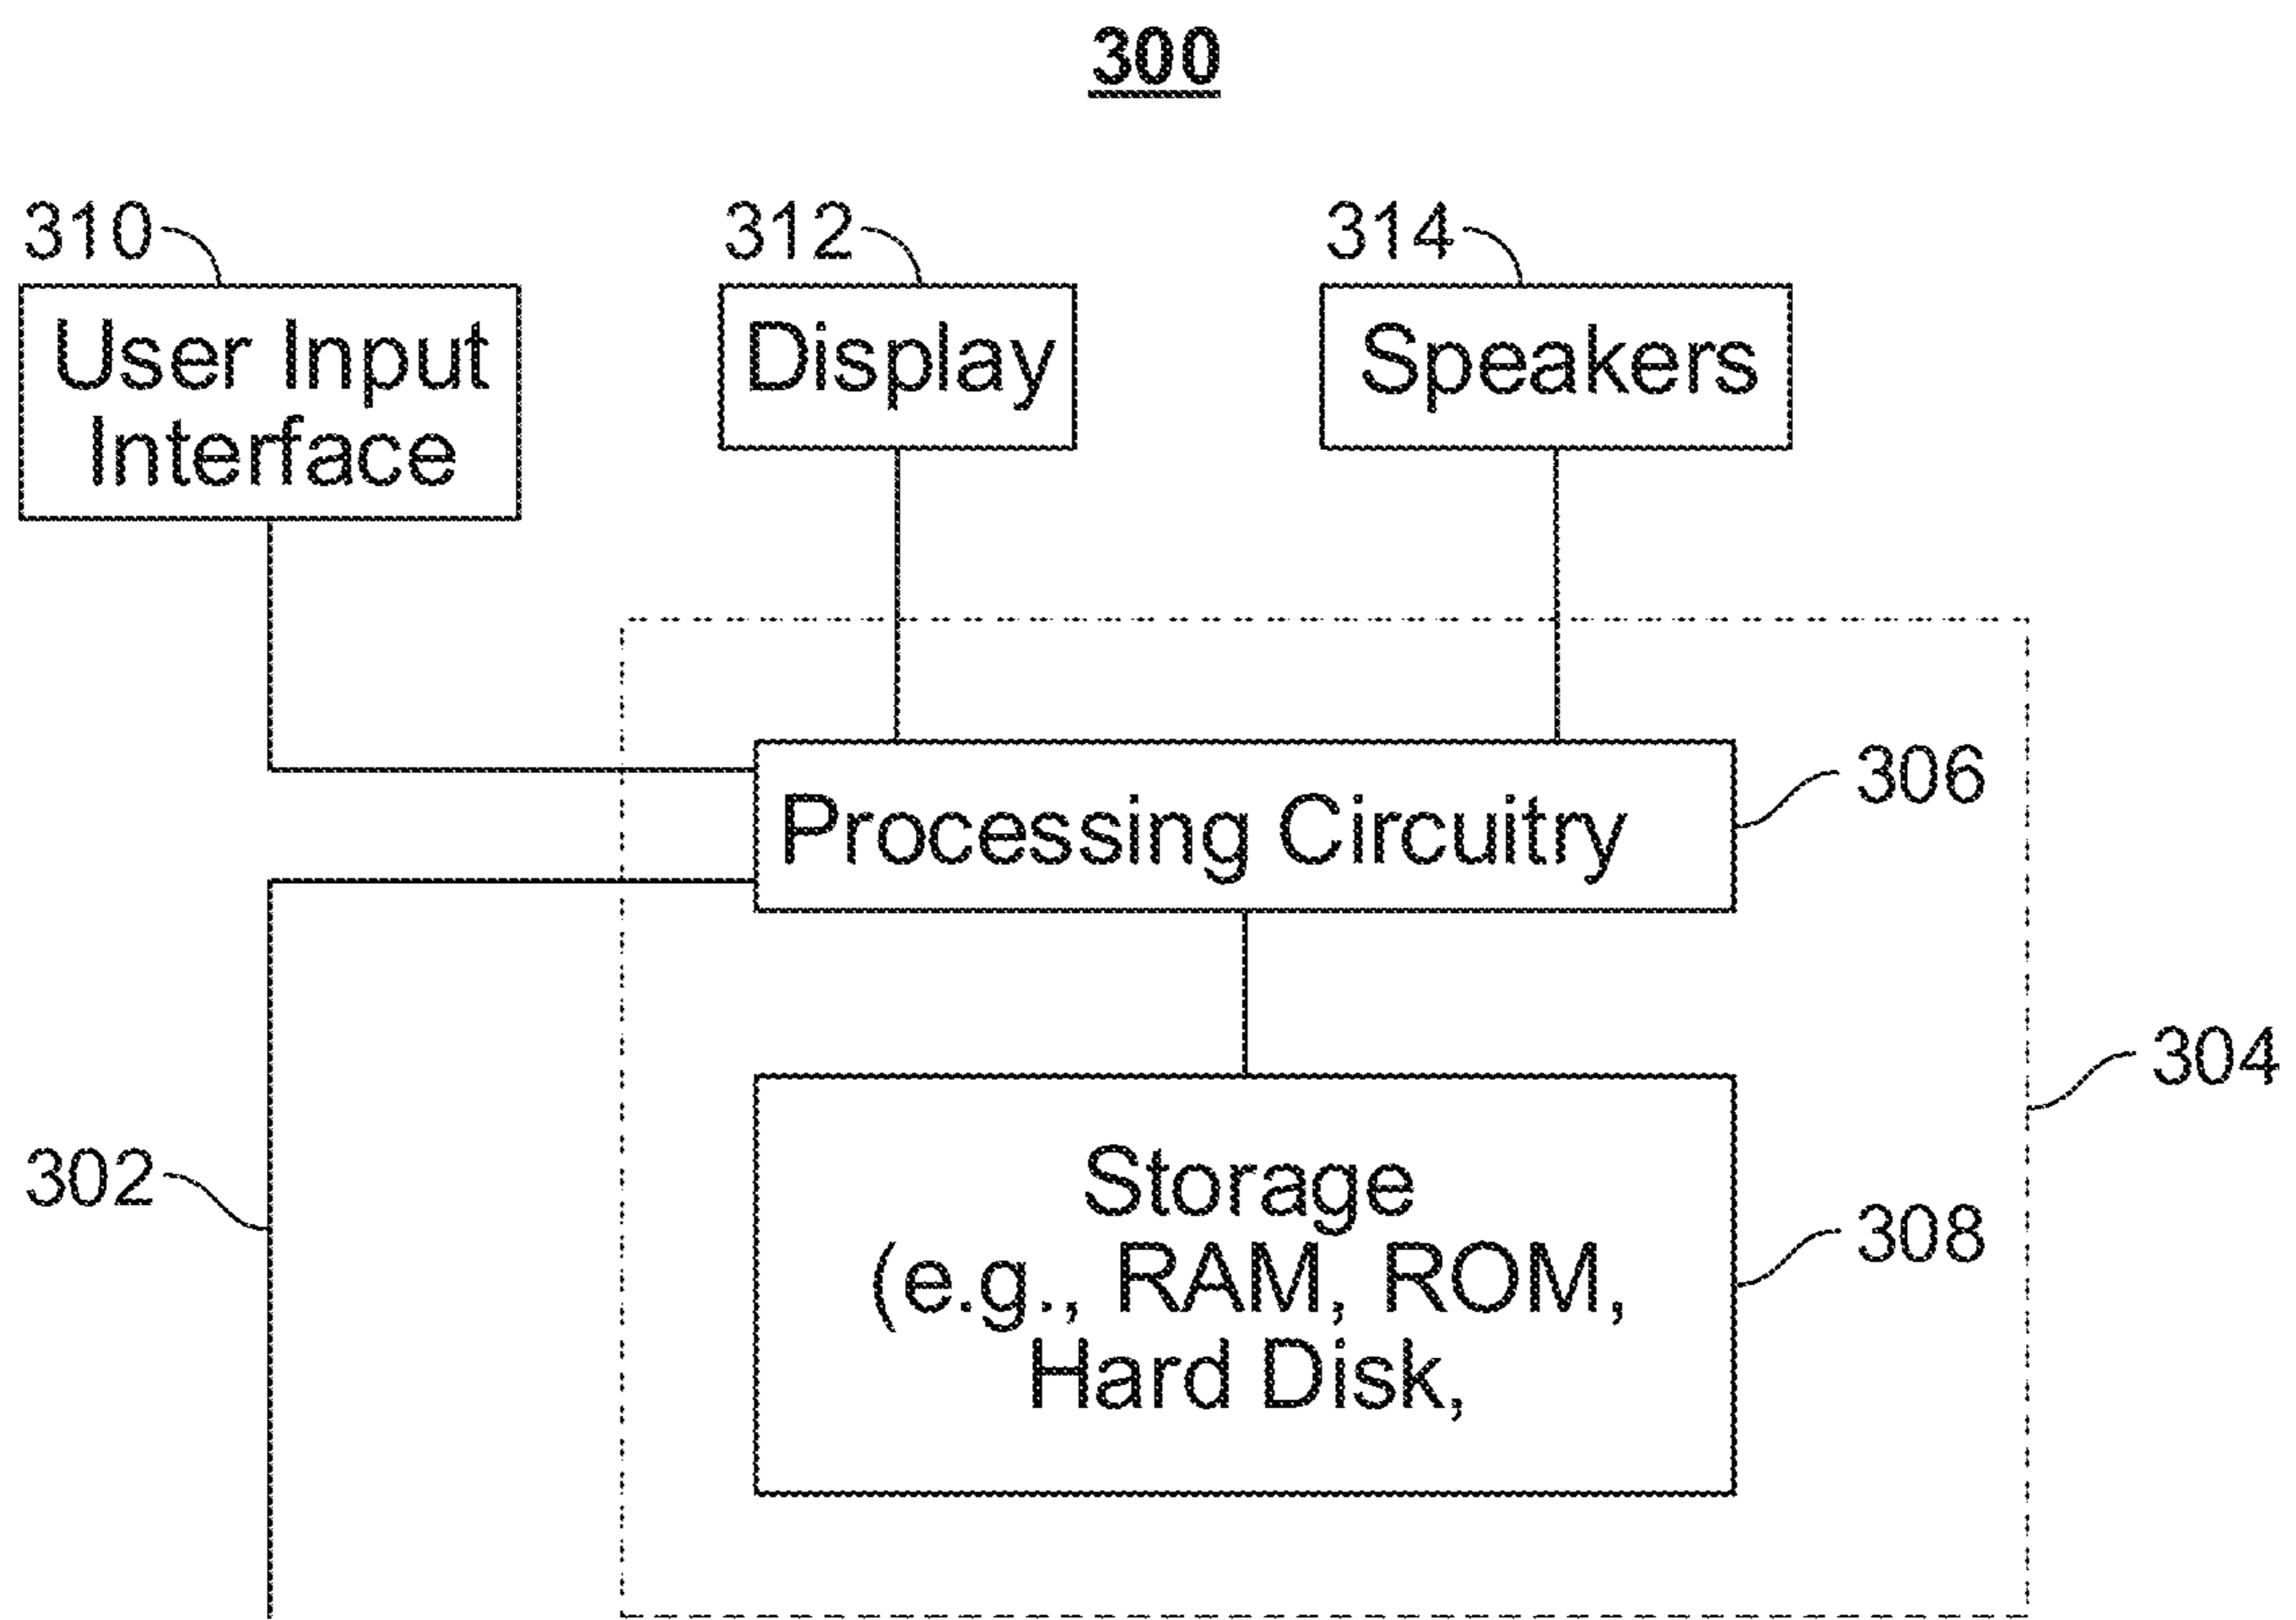 300
310
312
314
User Input
Interface
Display
Speakers
306
Processing Circuitry
304
302
Storage
(e.g., RAM, ROM,
Hard Disk,
308